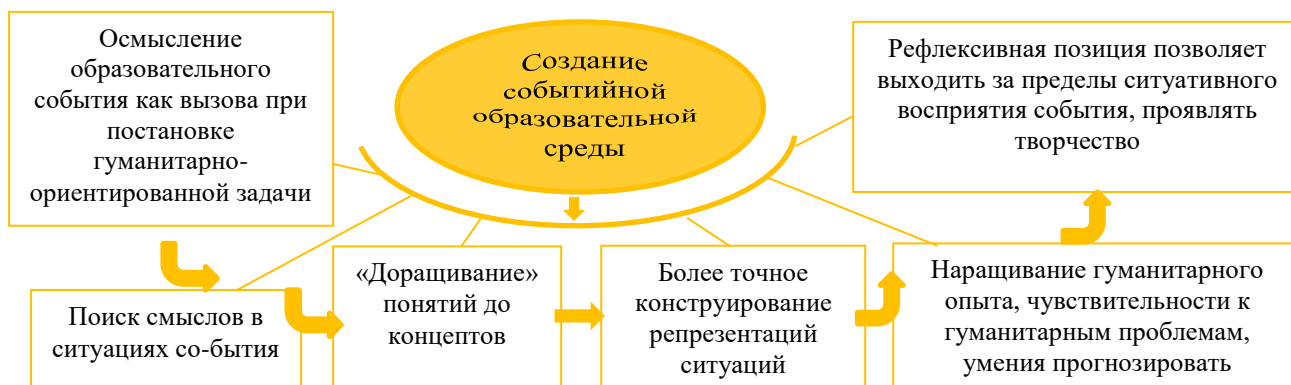 Осмысление
образовательного
события как вызова при
постановке
гуманитарно-
ориентированной задачи
Создание
событийной
образовательной
среды
Рефлексивная позиция позволяет
выходить за пределы ситуативного
восприятия события, проявлять
творчество
Поиск смыслов в
ситуациях со-бытия
«Доращивание»
понятий до
концептов
Более точное
конструирование
репрезентаций
ситуаций
Наращивание гуманитарного
опыта, чувствительности к
гуманитарным проблемам,
умения прогнозировать